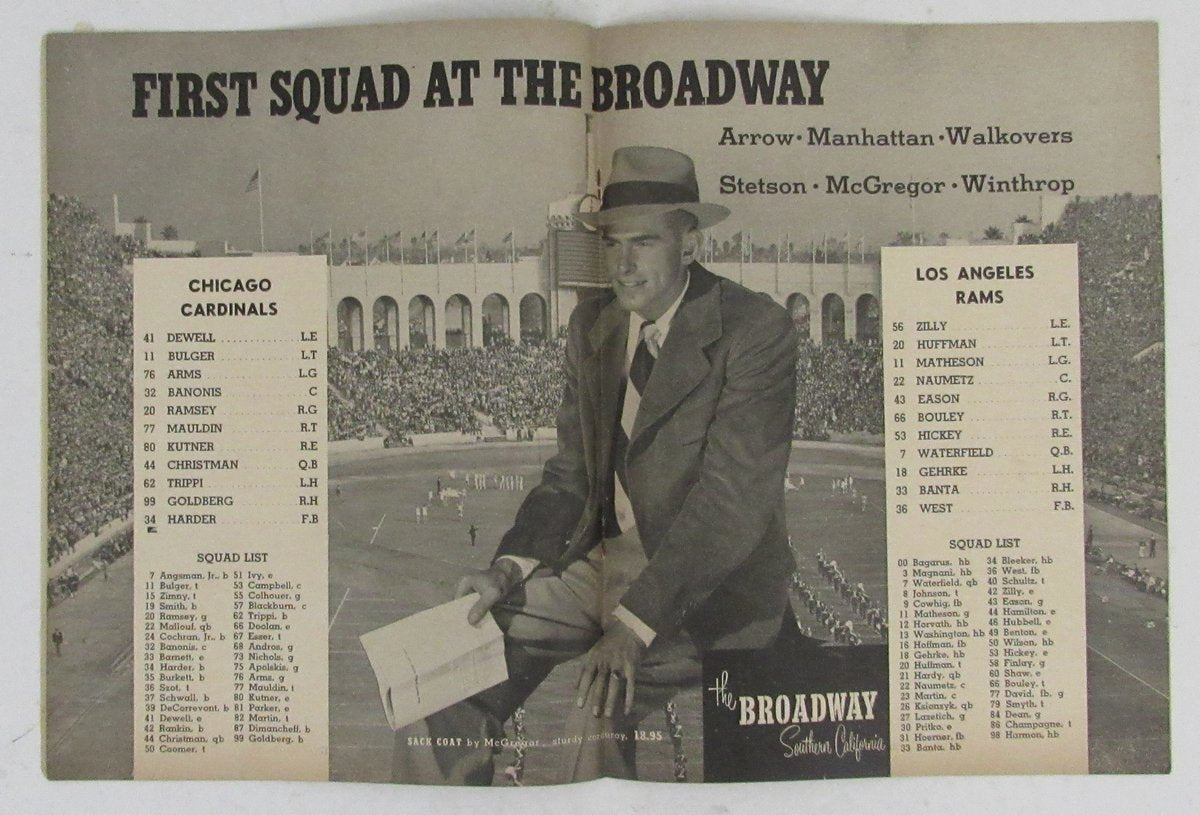 FIRST SQUAD AT THE BROADWAY
Arrow • Manhattan • Walkovers
Stetson • McGregor • Winthrop
CHICAGO
CARDINALS
41 DEWELL L.E
11 BULGER L.T
76 ARMS L.G
32 BANONIS C
20 RAMSEY R.G
77 MAULDIN R.T
80 KUTNER R.E
44 CHRISTMAN Q.B
62 TRIPPI L.H
99 GOLDBERG R.H
34 HARDER F.B
SQUAD LIST
7 Angsman, Jr., b 51 Ivy, e
11 Bulger, t 53 Campbell, c
15 Zimny, t 55 Colhouer, g
19 Smith, b 57 Blackburn, c
20 Ramsey, g 62 Trippi, b
22 Mallouf, qb 66 Doolan, e
24 Cochran, Jr., b 67 Esser, t
32 Banonis, c 68 Andros, g
33 Barnett, e 73 Nichols, g
34 Harder, b 75 Apolskis, g
35 Burkett, b 76 Arms, g
36 Szot, t 77 Mauldin, t
37 Schwall, b 80 Kutner, e
39 DeCorrevont, b 81 Parker, e
41 Dewell, e 82 Martin, t
42 Rankin, b 87 Dimancheff, b
44 Christman, qb 99 Goldberg, b
50 Coomer, t
LOS ANGELES
RAMS
56 ZILLY L.E.
20 HUFFMAN L.T.
11 MATHESON L.G.
22 NAUMETZ C.
43 EASON R.G.
66 BOULEY R.T.
53 HICKEY R.E.
7 WATERFIELD Q.B.
18 GEHRKE L.H.
33 BANTA R.H.
36 WEST F.B.
SQUAD LIST
00 Bagarus, hb 34 Bleeker, hb
3 Magnani, hb 36 West, fb
7 Waterfield, qb 40 Schultz, t
8 Johnson, t 42 Zilly, e
9 Cowhig, fb 43 Eason, g
11 Matheson, g 44 Hamilton, e
12 Horvath, hb 48 Hubbell, e
13 Washington, hb 49 Benton, e
16 Hoffman, fb 50 Wilson, hb
18 Gehrke, hb 53 Hickey, e
20 Huffman, t 58 Finlay, g
21 Hardy, qb 60 Shaw, e
22 Naumetz, c 66 Bouley, t
23 Martin, c 77 David, fb, g
26 Ksionzyk, qb 79 Smyth, t
27 Lazetich, g 84 Dean, g
30 Pritko, e 86 Champagne, t
31 Hoerner, fb 98 Harmon, hb
33 Banta, hb
the
BROADWAY
Southern California
SACK COAT by McGregor, sturdy corduroy, 18.95